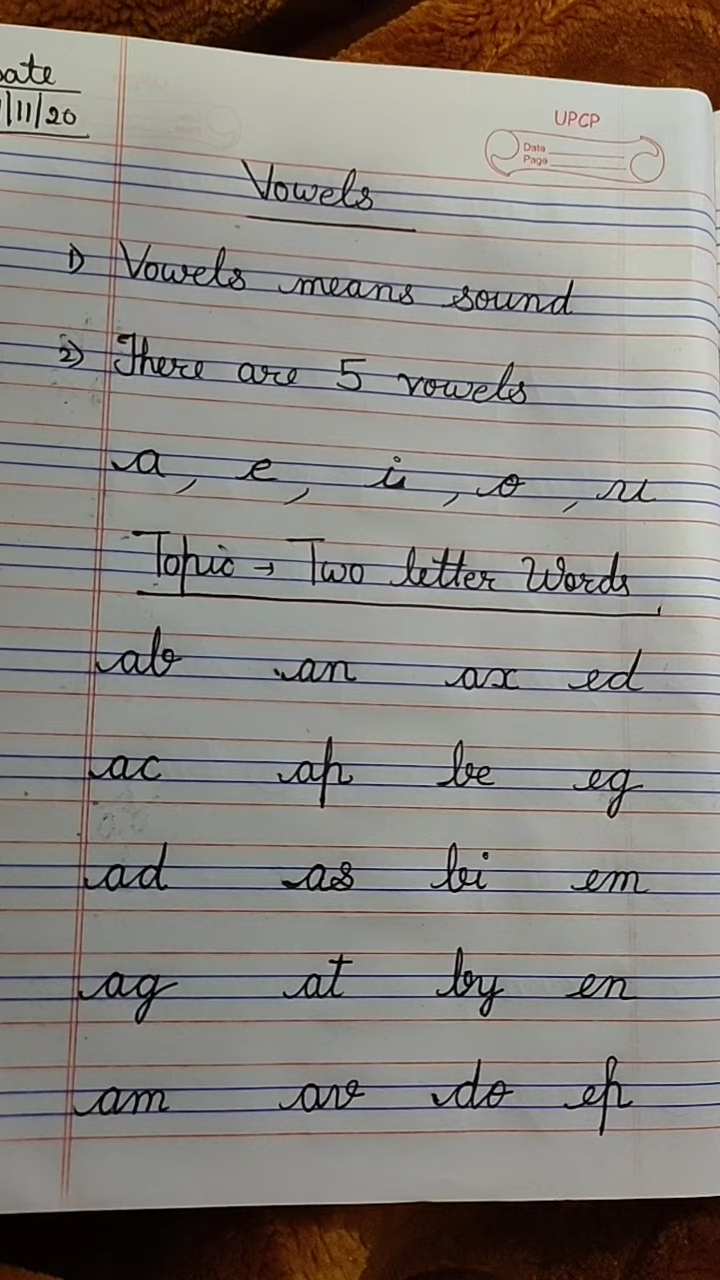 Date
/11/20
UPCP
Date
Page
Vowels
1) Vowels means sound
2) There are 5 vowels
a, e, i, o, u
Topic → Two letter Words
ab an ax ed
ac ap be eg
ad as bi em
ag at by en
am av do ep